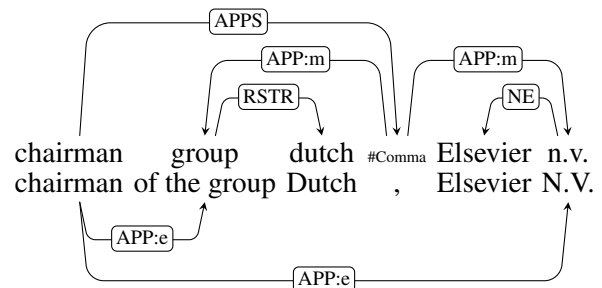 APPS
APP:m APP:m
RSTR NE
chairman group dutch #Comma Elsevier n.v.
chairman of the group Dutch , Elsevier N.V.
APP:e
APP:e